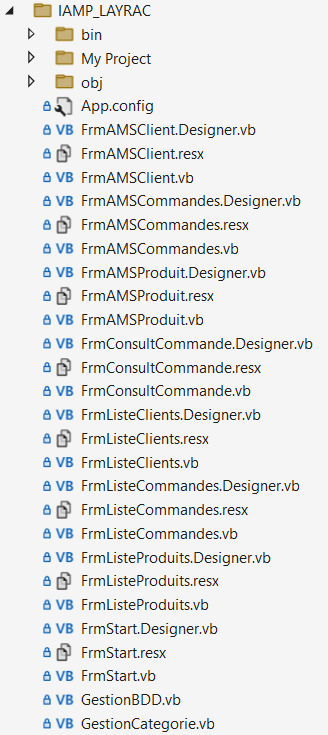 IAMP_LAYRAC
bin
My Project
obj
App.config
VB FrmAMSClient.Designer.vb
FrmAMSClient.resx
VB FrmAMSClient.vb
VB FrmAMSCommandes.Designer.vb
FrmAMSCommandes.resx
VB FrmAMSCommandes.vb
VB FrmAMSProduit.Designer.vb
FrmAMSProduit.resx
VB FrmAMSProduit.vb
VB FrmConsultCommande.Designer.vb
FrmConsultCommande.resx
VB FrmConsultCommande.vb
VB FrmListeClients.Designer.vb
FrmListeClients.resx
VB FrmListeClients.vb
VB FrmListeCommandes.Designer.vb
FrmListeCommandes.resx
VB FrmListeCommandes.vb
VB FrmListeProduits.Designer.vb
FrmListeProduits.resx
VB FrmListeProduits.vb
VB FrmStart.Designer.vb
FrmStart.resx
VB FrmStart.vb
VB GestionBDD.vb
VB GestionCategorie.vb